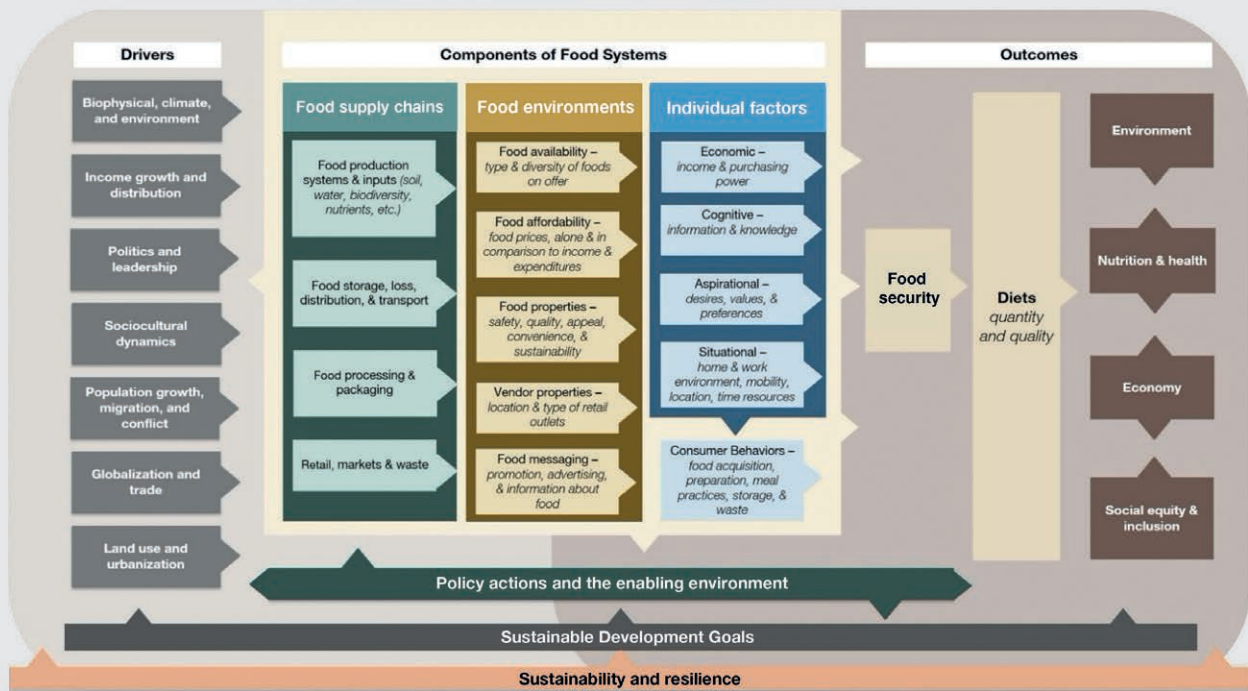 Drivers
Biophysical, climate,
and environment
Income growth and
distribution
Politics and
leadership
Sociocultural
dynamics
Population growth,
migration, and
conflict
Globalization and
trade
Land use and
urbanization
Components of Food Systems
Food supply chains
Food production
systems & inputs (soil,
water, biodiversity,
nutrients, etc.)
Food storage, loss,
distribution, & transport
Food processing &
packaging
Retail, markets & waste
Food environments
Food availability –
type & diversity of foods
on offer
Food affordability –
food prices, alone & in
comparison to income &
expenditures
Food properties –
safety, quality, appeal,
convenience, &
sustainability
Vendor properties –
location & type of retail
outlets
Food messaging –
promotion, advertising,
& information about
food
Individual factors
Economic –
income & purchasing
power
Cognitive –
information & knowledge
Aspirational –
desires, values, &
preferences
Situational –
home & work
environment, mobility,
location, time resources
Consumer Behaviors –
food acquisition,
preparation, meal
practices, storage, &
waste
Outcomes
Food
security
Diets
quantity
and quality
Environment
Nutrition & health
Economy
Social equity &
inclusion
Policy actions and the enabling environment
Sustainable Development Goals
Sustainability and resilience